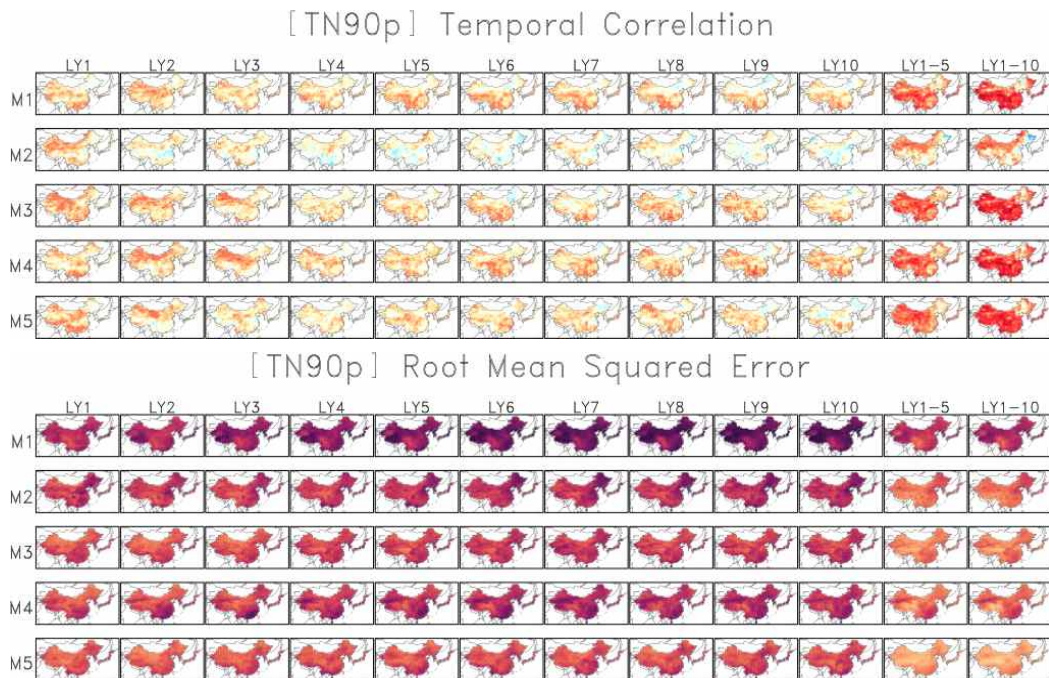 [TN90p] Temporal Correlation
LY1 LY2 LY3 LY4 LY5 LY6 LY7 LY8 LY9 LY10 LY1-5 LY1-10
M1
M2
M3
M4
M5
[TN90p] Root Mean Squared Error
LY1 LY2 LY3 LY4 LY5 LY6 LY7 LY8 LY9 LY10 LY1-5 LY1-10
M1
M2
M3
M4
M5